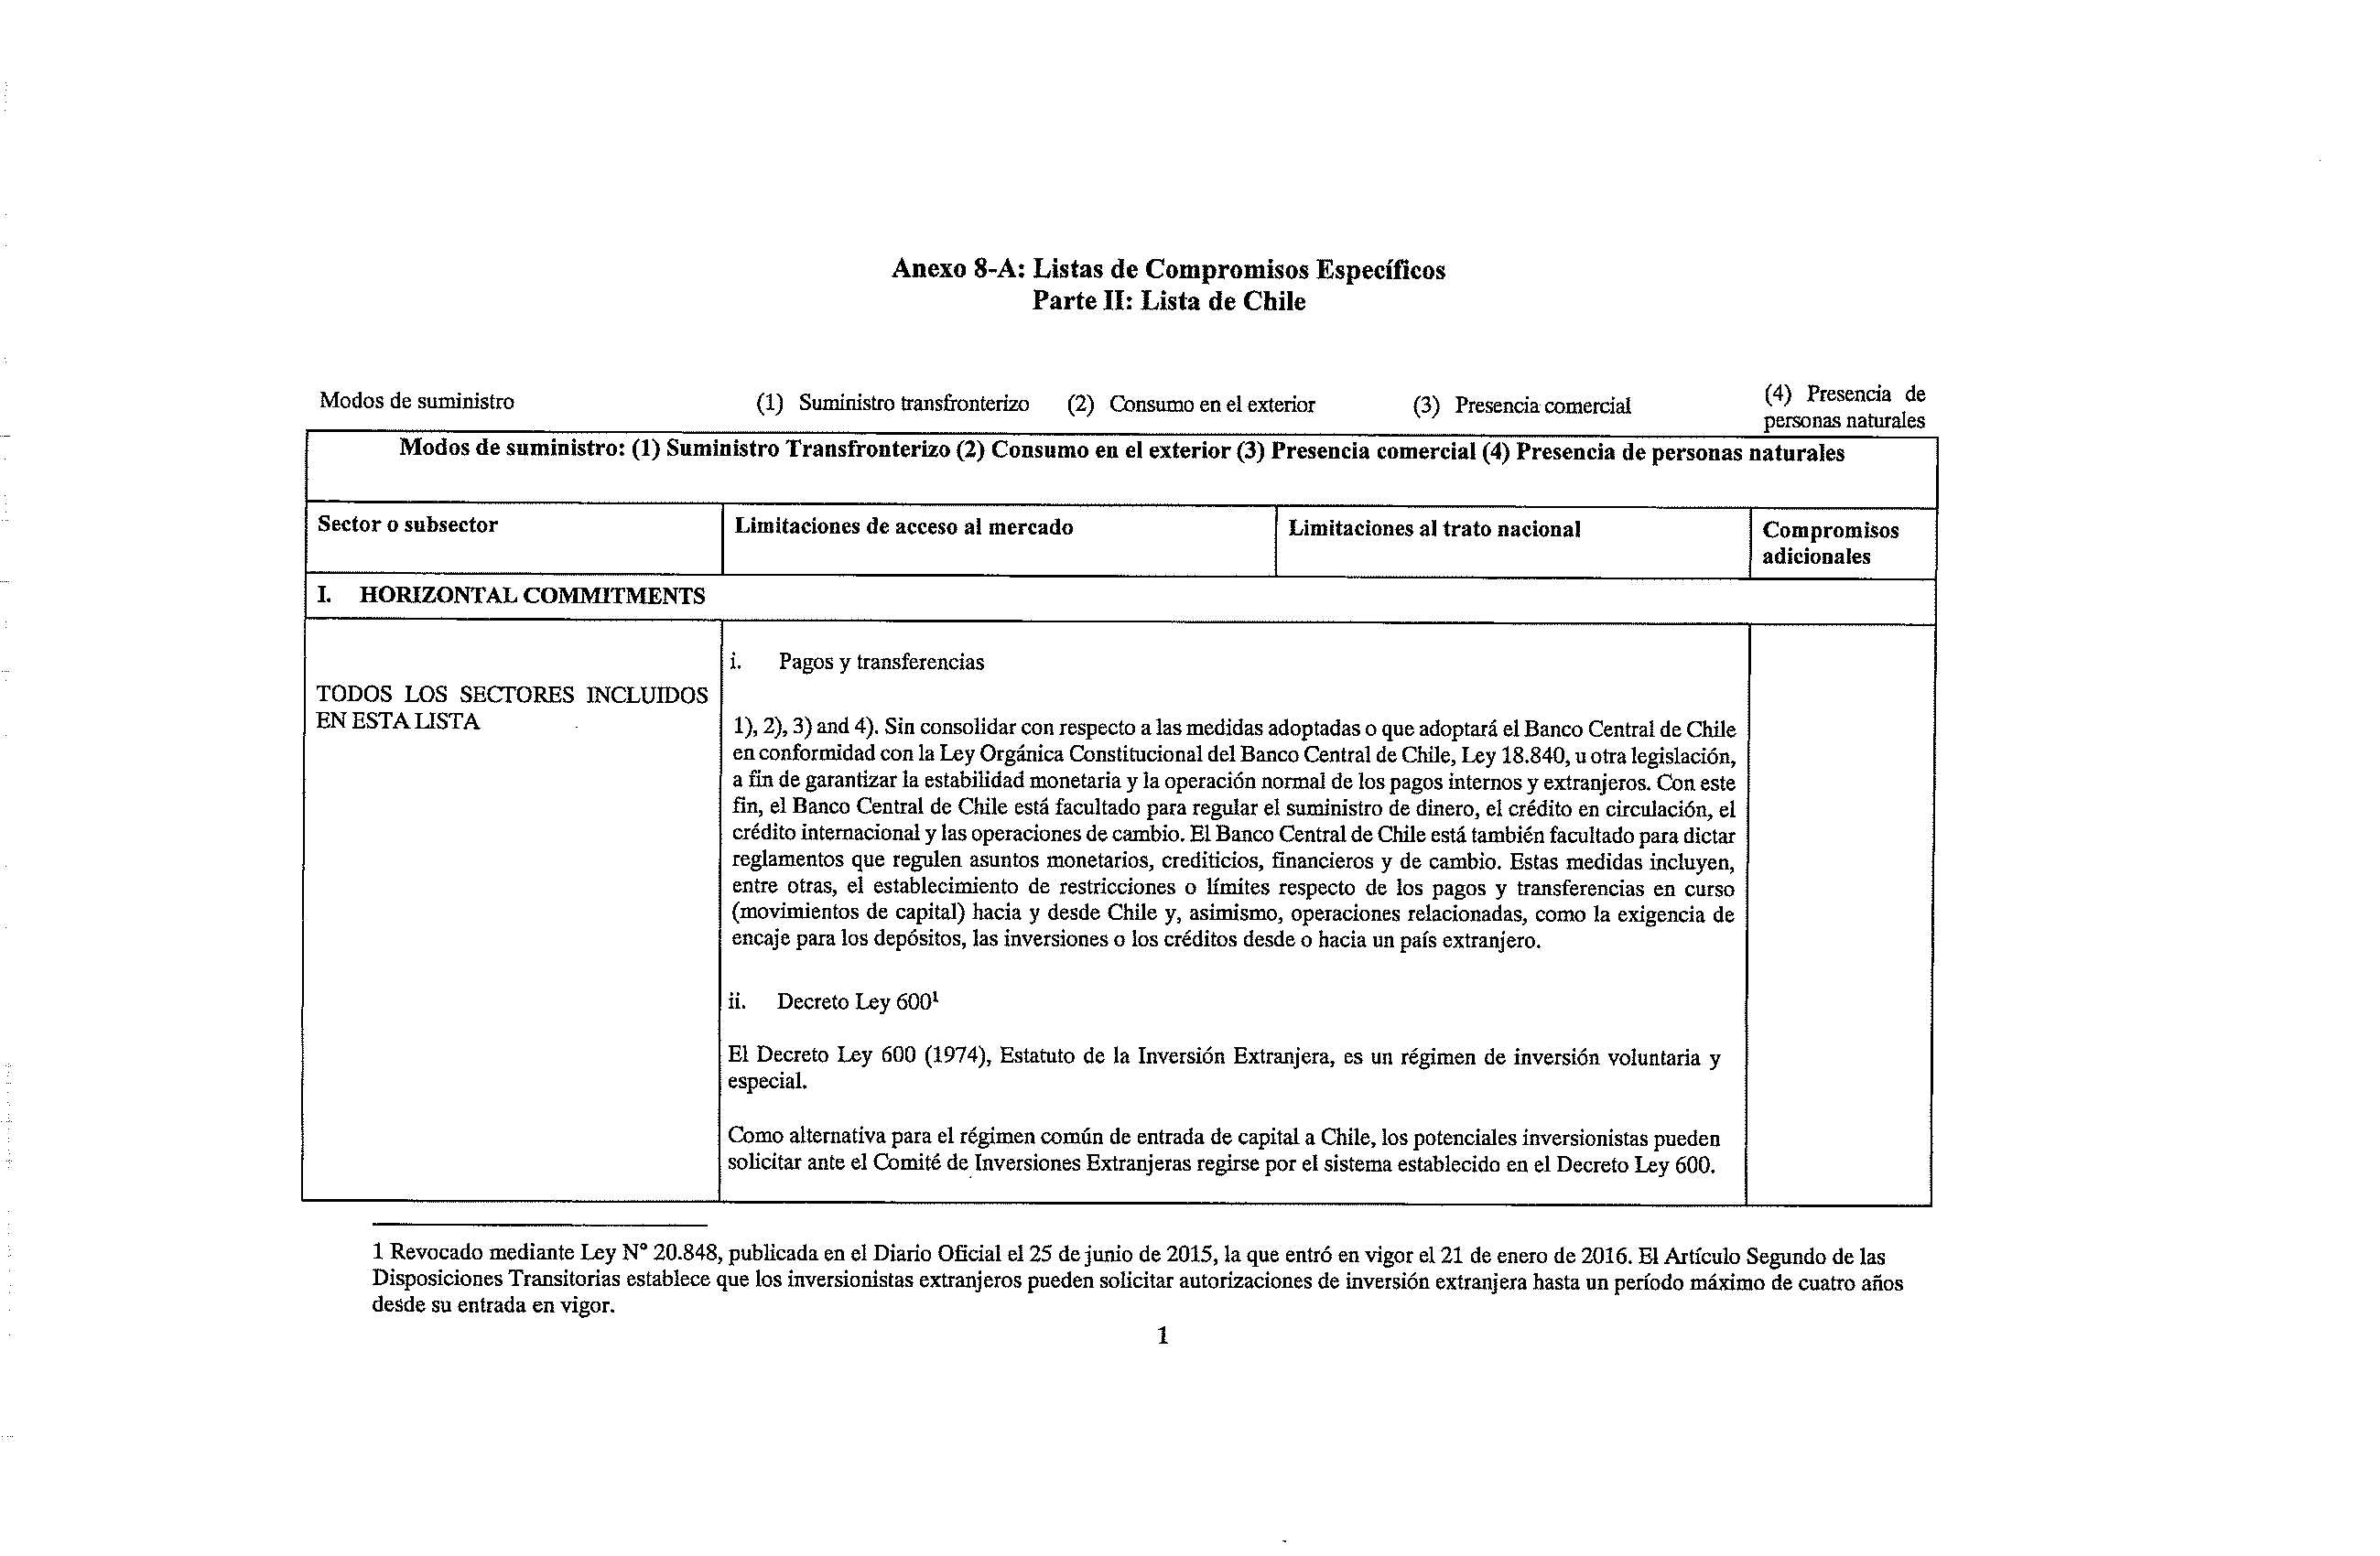 Anexo 8-A: Listas de Compromisos Específicos
Parte II: Lista de Chile
Modos de suministro (1) Suministro transfronterizo (2) Consumo en el exterior (3) Presencia comercial (4) Presencia de
personas naturales
Modos de suministro: (1) Suministro Transfronterizo (2) Consumo en el exterior (3) Presencia comercial (4) Presencia de personas naturales
Sector o subsector Limitaciones de acceso al mercado Limitaciones al trato nacional Compromisos
adicionales
I. HORIZONTAL COMMITMENTS
TODOS LOS SECTORES INCLUIDOS
EN ESTA LISTA
i. Pagos y transferencias
1), 2), 3) and 4). Sin consolidar con respecto a las medidas adoptadas o que adoptará el Banco Central de Chile
en conformidad con la Ley Orgánica Constitucional del Banco Central de Chile, Ley 18.840, u otra legislación,
a fin de garantizar la estabilidad monetaria y la operación normal de los pagos internos y extranjeros. Con este
fin, el Banco Central de Chile está facultado para regular el suministro de dinero, el crédito en circulación, el
crédito internacional y las operaciones de cambio. El Banco Central de Chile está también facultado para dictar
reglamentos que regulen asuntos monetarios, crediticios, financieros y de cambio. Estas medidas incluyen,
entre otras, el establecimiento de restricciones o límites respecto de los pagos y transferencias en curso
(movimientos de capital) hacia y desde Chile y, asimismo, operaciones relacionadas, como la exigencia de
encaje para los depósitos, las inversiones o los créditos desde o hacia un país extranjero.
ii. Decreto Ley 600¹
El Decreto Ley 600 (1974), Estatuto de la Inversión Extranjera, es un régimen de inversión voluntaria y
especial.
Como alternativa para el régimen común de entrada de capital a Chile, los potenciales inversionistas pueden
solicitar ante el Comité de Inversiones Extranjeras regirse por el sistema establecido en el Decreto Ley 600.
1 Revocado mediante Ley N° 20.848, publicada en el Diario Oficial el 25 de junio de 2015, la que entró en vigor el 21 de enero de 2016. El Artículo Segundo de las
Disposiciones Transitorias establece que los inversionistas extranjeros pueden solicitar autorizaciones de inversión extranjera hasta un período máximo de cuatro años
desde su entrada en vigor.
1